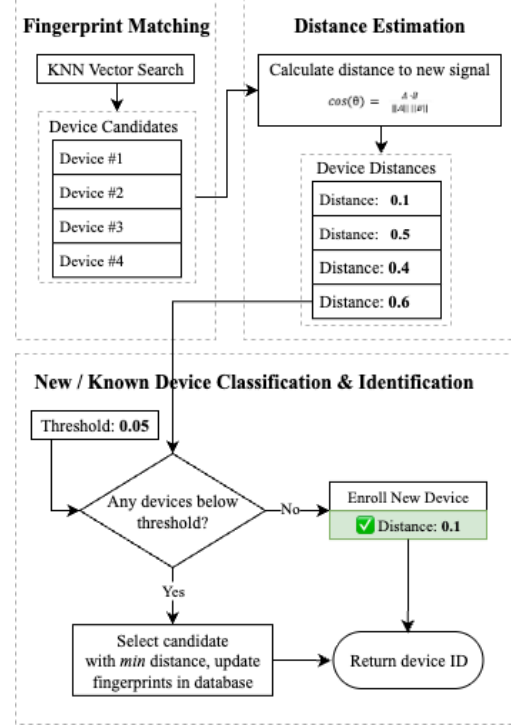 Fingerprint Matching
KNN Vector Search
Device Candidates
Device #1
Device #2
Device #3
Device #4
Distance Estimation
Calculate distance to new signal
cos(θ) = A · B / ||A|| ||B||
Device Distances
Distance: 0.1
Distance: 0.5
Distance: 0.4
Distance: 0.6
New / Known Device Classification & Identification
Threshold: 0.05
Any devices below
threshold?
No
Enroll New Device
✅ Distance: 0.1
Yes
Select candidate
with min distance, update
fingerprints in database
Return device ID